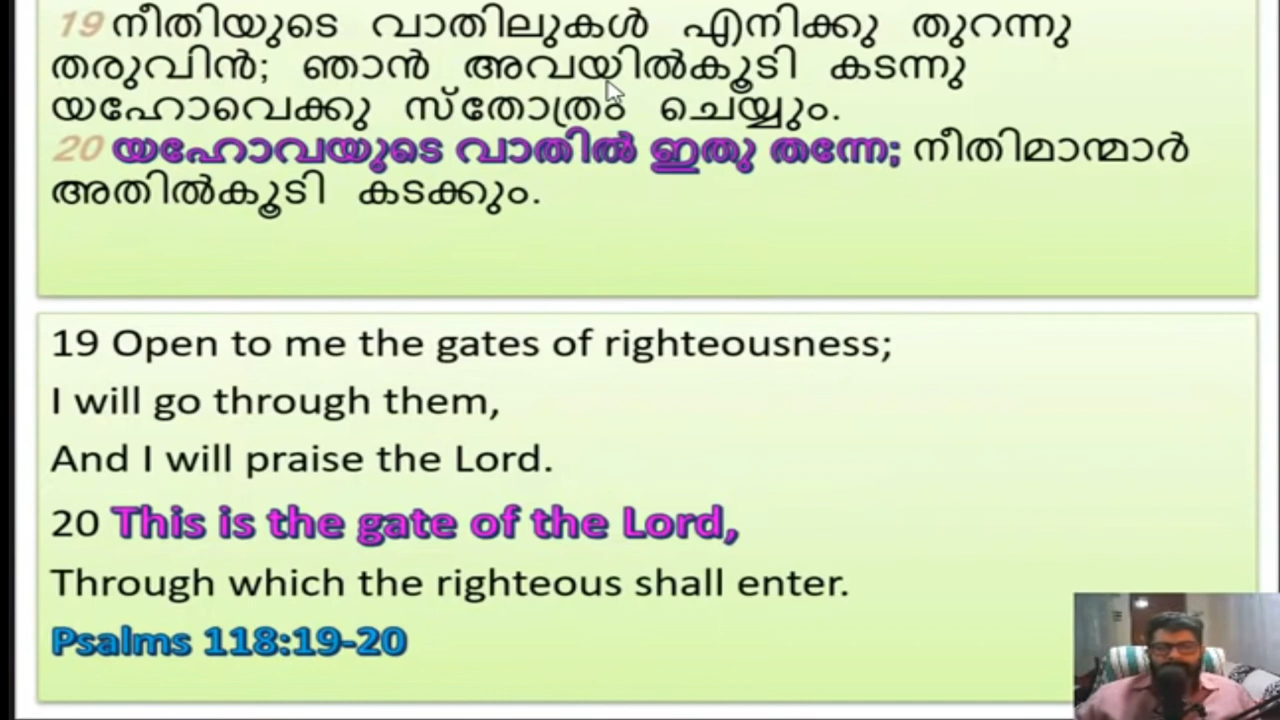 19 നീതിയുടെ വാതിലുകൾ എനിക്കു തുറന്നു
തരുവിൻ; ഞാൻ അവയിൽകൂടി കടന്നു
യഹോവെക്കു സ്തോത്രം ചെയ്യും.
20 യഹോവയുടെ വാതിൽ ഇതു തന്നേ; നീതിമാന്മാർ
അതിൽകൂടി കടക്കും.
19 Open to me the gates of righteousness;
I will go through them,
And I will praise the Lord.
20 This is the gate of the Lord,
Through which the righteous shall enter.
Psalms 118:19-20